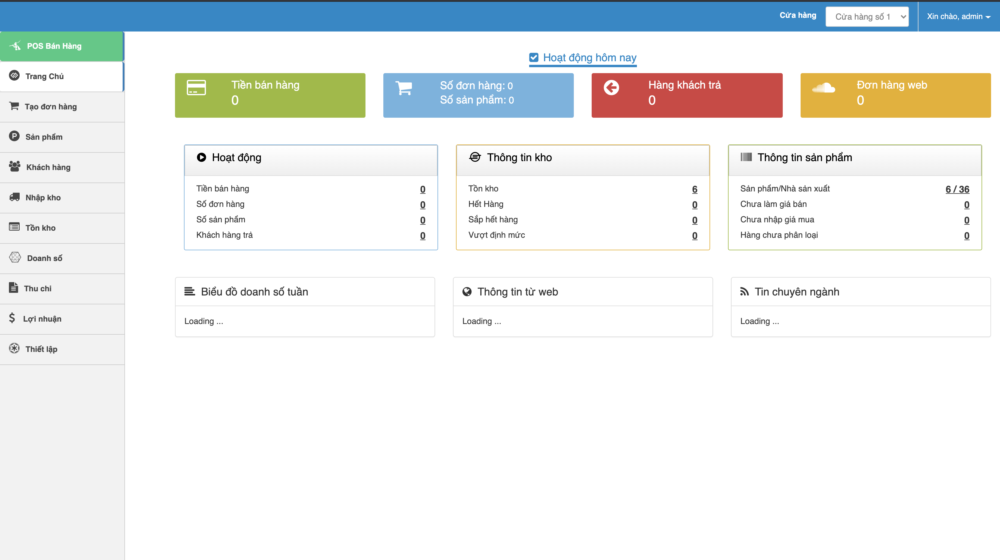 Cửa hàng
Cửa hàng số 1
Xin chào, admin
POS Bán Hàng
Trang Chủ
Tạo đơn hàng
Sản phẩm
Khách hàng
Nhập kho
Tồn kho
Doanh số
Thu chi
Lợi nhuận
Thiết lập
Hoạt động hôm nay
Tiền bán hàng
0
Số đơn hàng: 0
Số sản phẩm: 0
Hàng khách trả
0
Đơn hàng web
0
Hoạt động
Tiền bán hàng 0
Số đơn hàng 0
Số sản phẩm 0
Khách hàng trả 0
Thông tin kho
Tồn kho 6
Hết Hàng 0
Sắp hết hàng 0
Vượt định mức 0
Thông tin sản phẩm
Sản phẩm/Nhà sản xuất 6 / 36
Chưa làm giá bán 0
Chưa nhập giá mua 0
Hàng chưa phân loại 0
Biểu đồ doanh số tuần
Loading ...
Thông tin từ web
Loading ...
Tin chuyên ngành
Loading ...